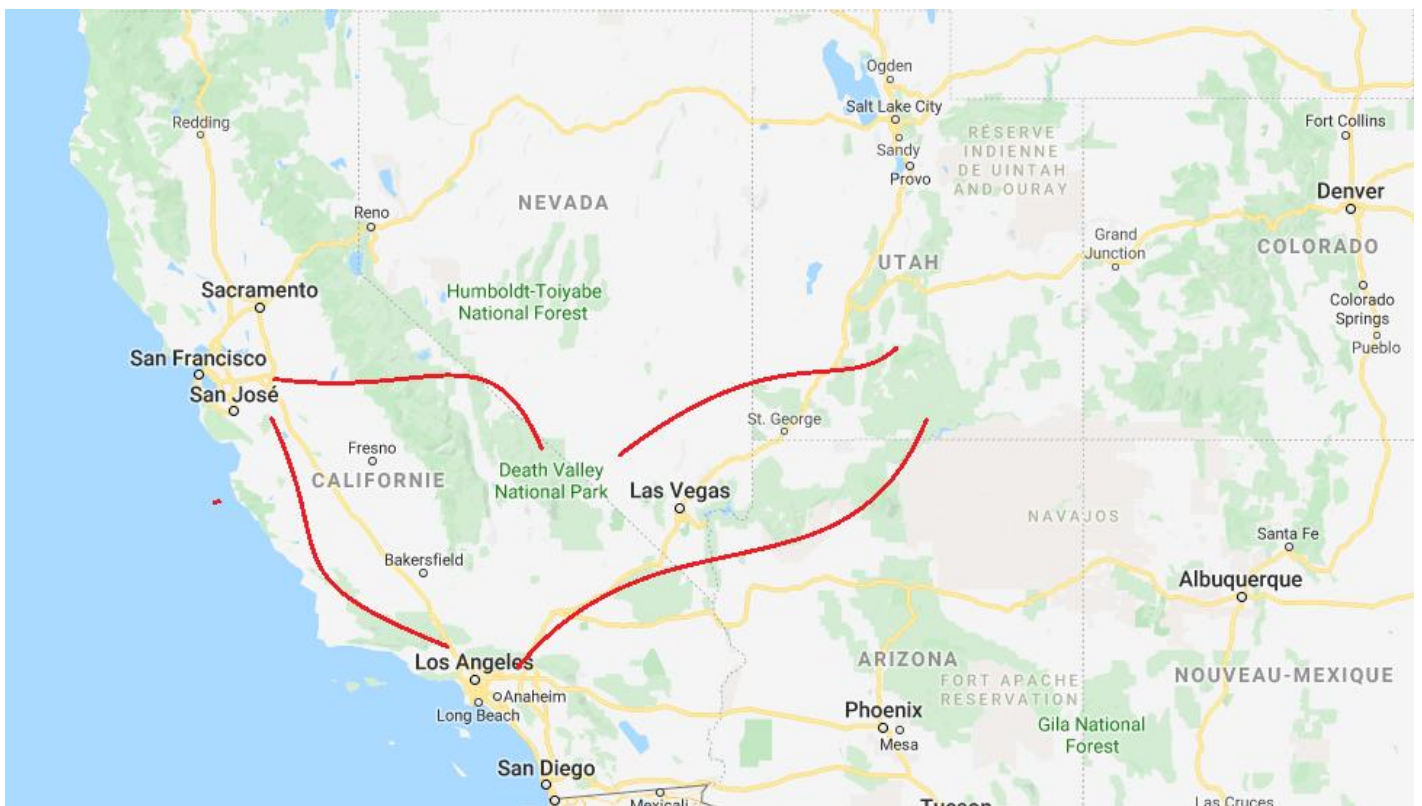 Ogden
Salt Lake City
Sandy
Provo
Redding
RÉSERVE
INDIENNE
DE UINTAH
AND OURAY
Fort Collins
Denver
NEVADA
Reno
Grand
Junction
COLORADO
UTAH
Sacramento
Humboldt-Toiyabe
National Forest
Colorado
Springs
Pueblo
San Francisco
San José
St. George
Fresno
CALIFORNIE
Death Valley
National Park
Las Vegas
NAVAJOS
Santa Fe
Bakersfield
Albuquerque
Los Angeles
Anaheim
Long Beach
ARIZONA
FORT APACHE
RESERVATION
NOUVEAU-MEXIQUE
Phoenix
Mesa
Gila National
Forest
San Diego
Mexicali
Tucson
Las Cruces